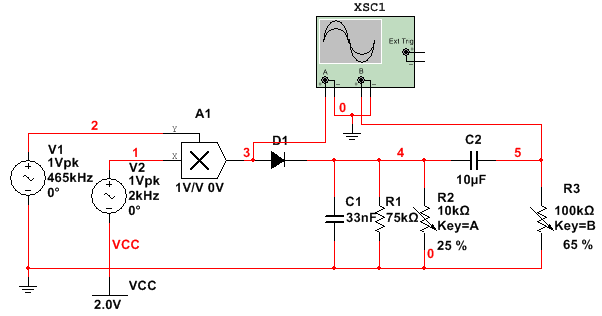 XSC1
Ext Trig
+
–
A
B
+ – + –
0
A1
2
Y
V1
1Vpk
465kHz
0°
1
X
V2
1Vpk
2kHz
0°
1V/V 0V
3
D1
4
C2
10µF
5
C1
33nF
R1
75kΩ
R2
10kΩ
Key=A
25 %
0
R3
100kΩ
Key=B
65 %
VCC
VCC
2.0V